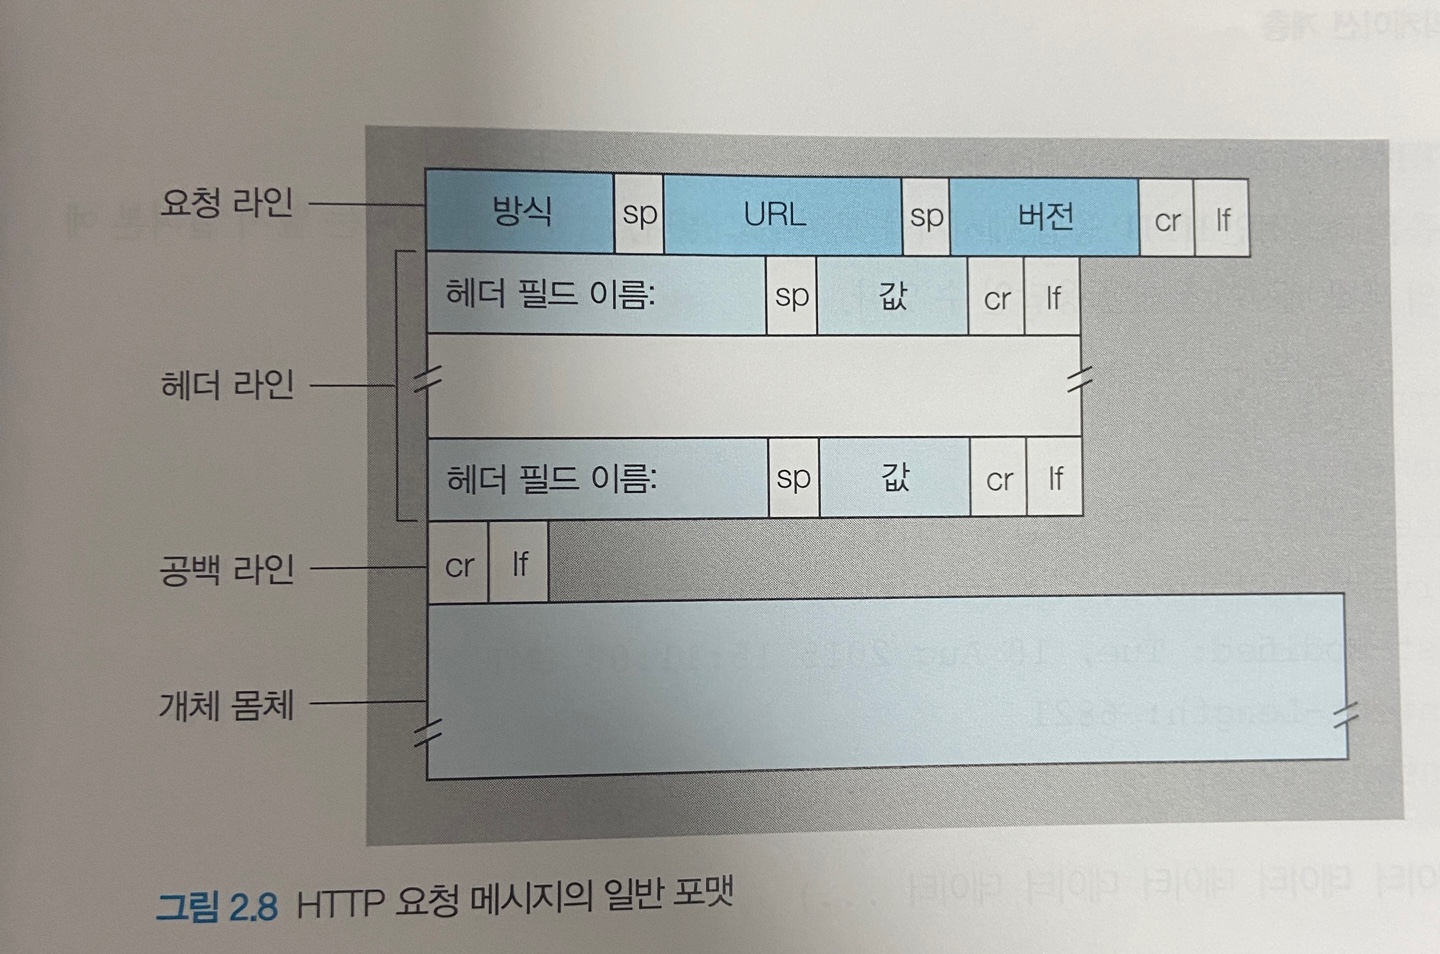 요청 라인
방식 sp URL sp 버전 cr lf
헤더 필드 이름: sp 값 cr lf
헤더 라인
헤더 필드 이름: sp 값 cr lf
공백 라인
cr lf
개체 몸체
그림 2.8 HTTP 요청 메시지의 일반 포맷